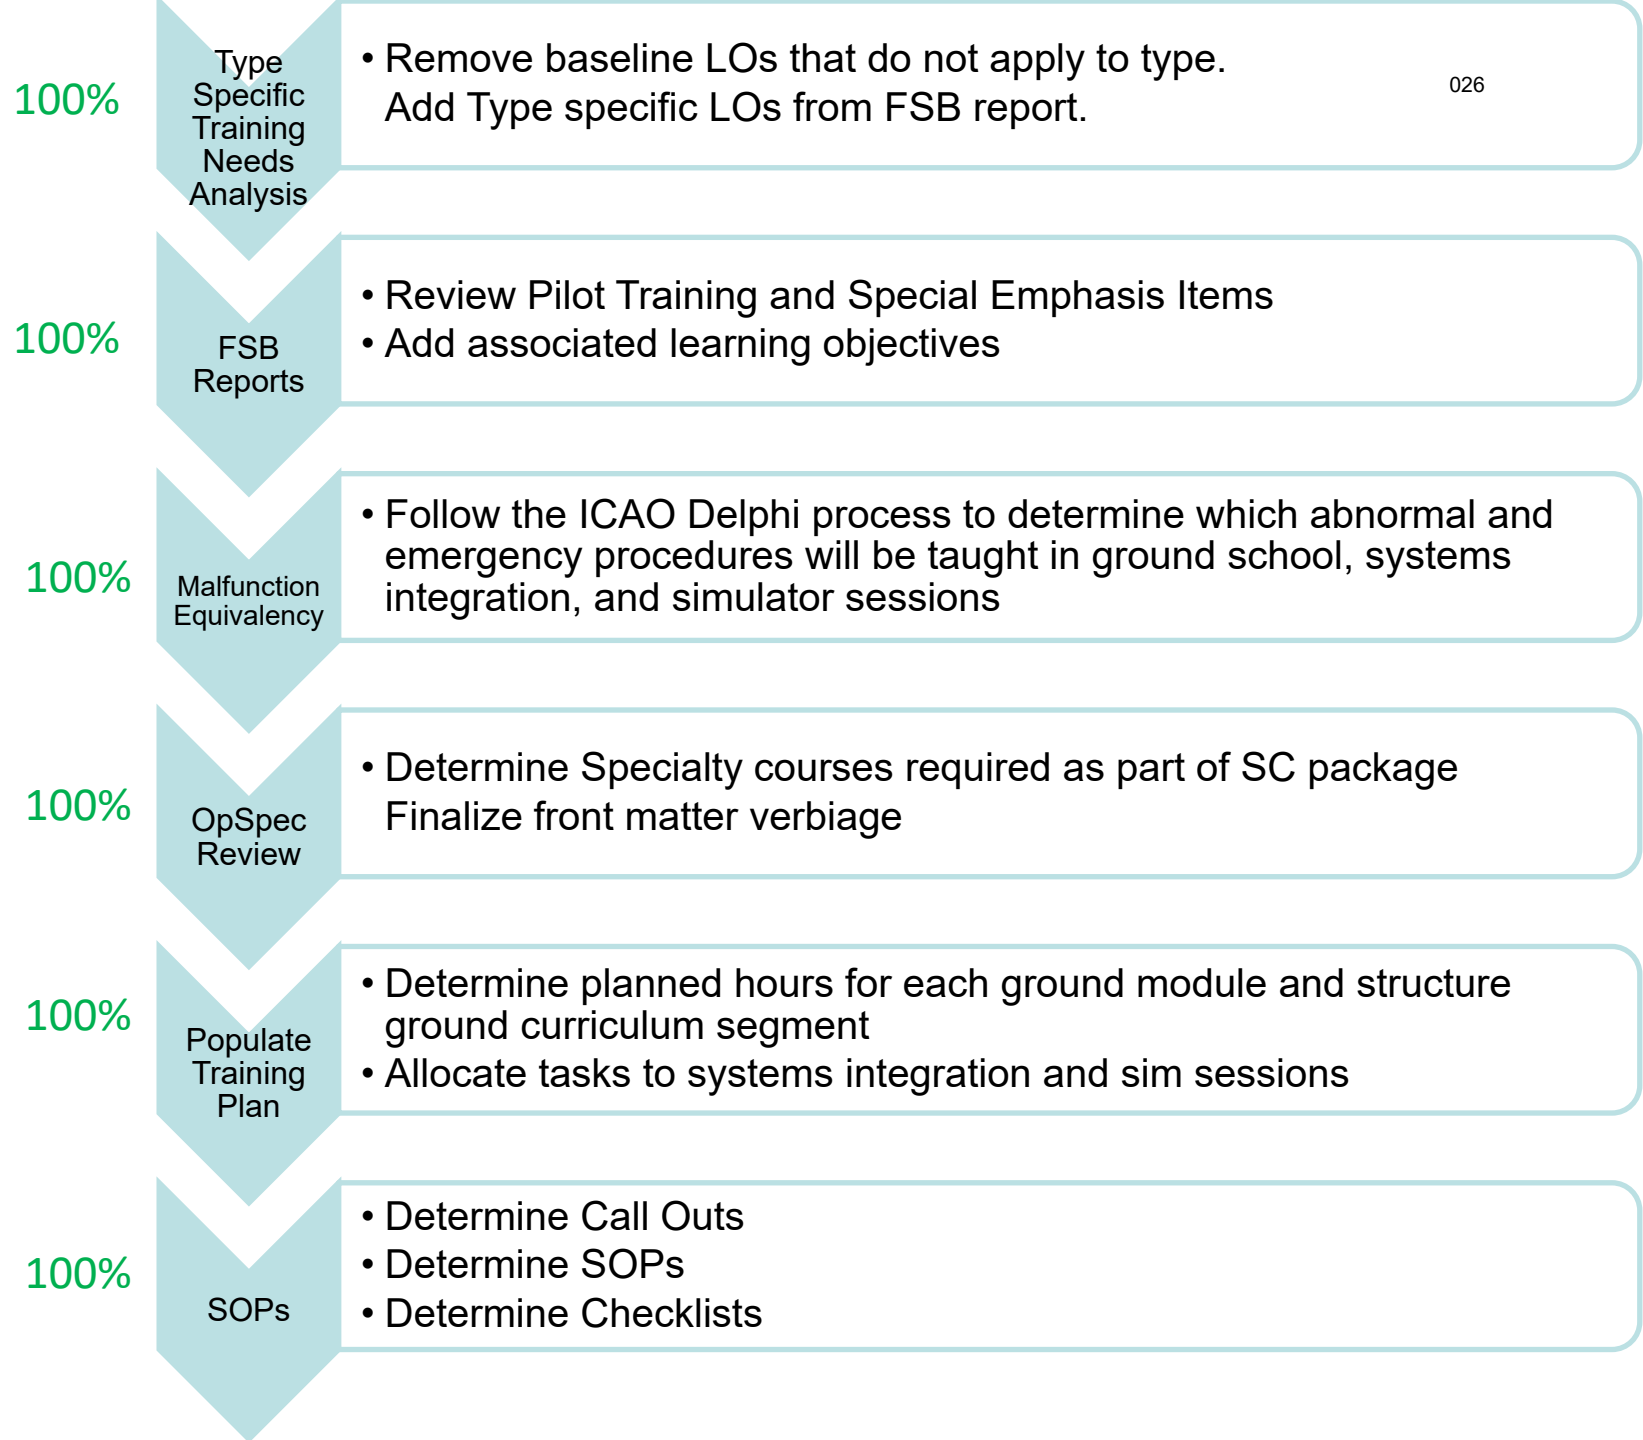 100%
Type
Specific
Training
Needs
Analysis
• Remove baseline LOs that do not apply to type.
Add Type specific LOs from FSB report.
026
100%
FSB
Reports
• Review Pilot Training and Special Emphasis Items
• Add associated learning objectives
100%
Malfunction
Equivalency
• Follow the ICAO Delphi process to determine which abnormal and
emergency procedures will be taught in ground school, systems
integration, and simulator sessions
100%
OpSpec
Review
• Determine Specialty courses required as part of SC package
Finalize front matter verbiage
100%
Populate
Training
Plan
• Determine planned hours for each ground module and structure
ground curriculum segment
• Allocate tasks to systems integration and sim sessions
100%
SOPs
• Determine Call Outs
• Determine SOPs
• Determine Checklists